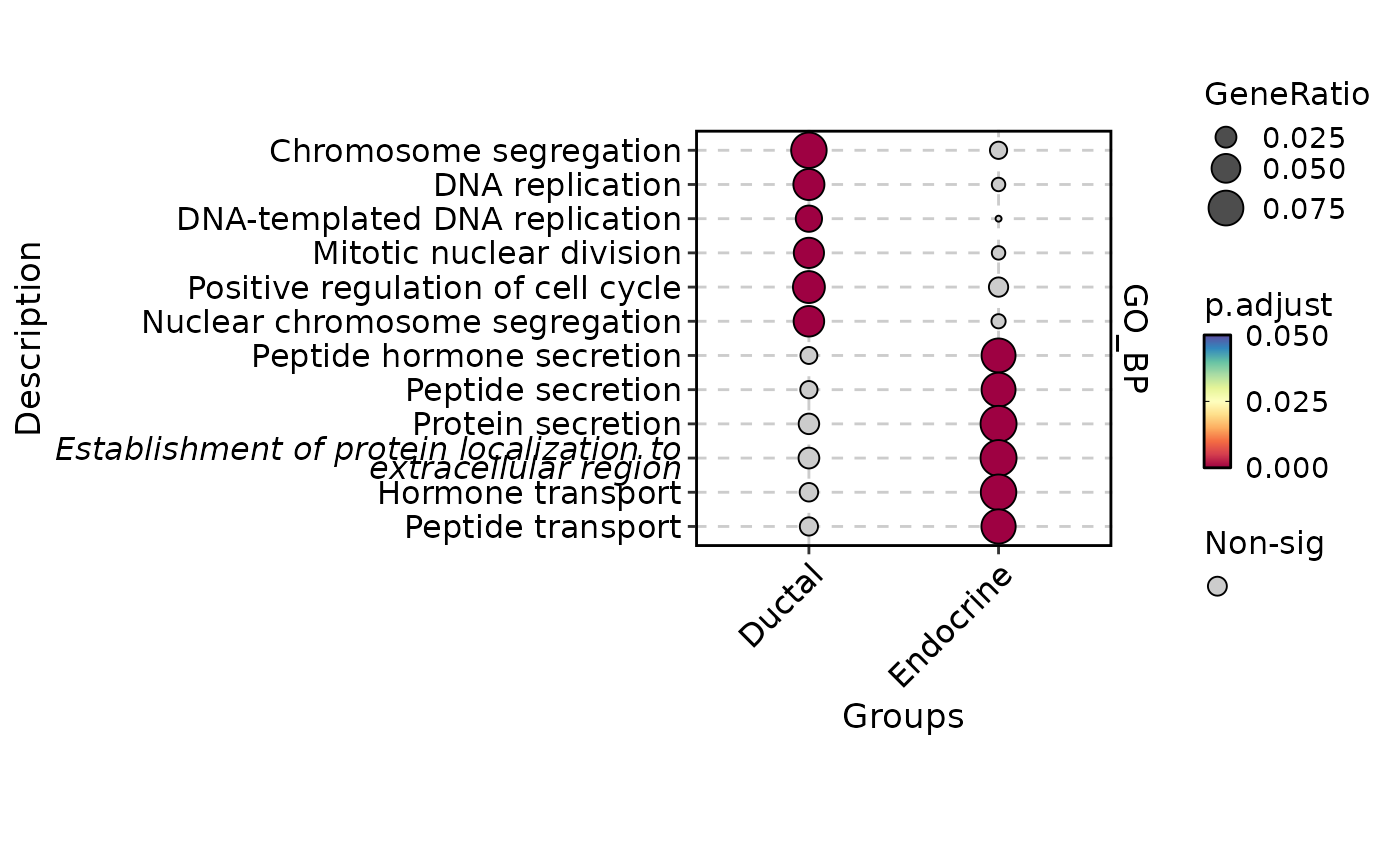 Description
Chromosome segregation
DNA replication
DNA-templated DNA replication
Mitotic nuclear division
Positive regulation of cell cycle
Nuclear chromosome segregation
Peptide hormone secretion
Peptide secretion
Protein secretion
Establishment of protein localization to
extracellular region
Hormone transport
Peptide transport
Ductal
Endocrine
Groups
GO_BP
GeneRatio
0.025
0.050
0.075
p.adjust
0.050
0.025
0.000
Non-sig